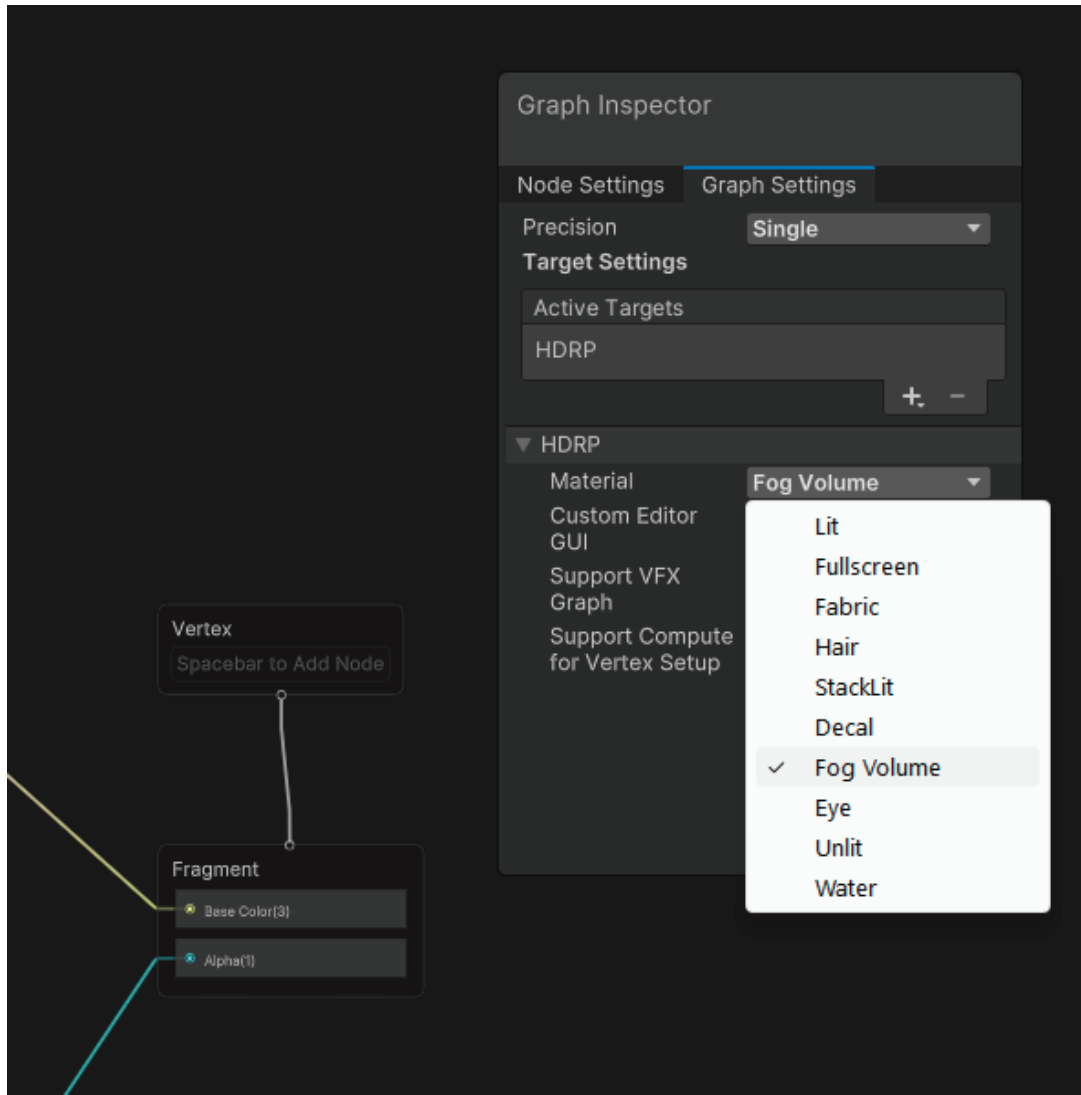 Graph Inspector
Node Settings Graph Settings
Precision Single
Target Settings
Active Targets
HDRP
HDRP
Material Fog Volume
Custom Editor
GUI
Support VFX
Graph
Support Compute
for Vertex Setup
Lit
Fullscreen
Fabric
Hair
StackLit
Decal
Fog Volume
Eye
Unlit
Water
Vertex
Spacebar to Add Node
Fragment
Base Color(3)
Alpha(1)